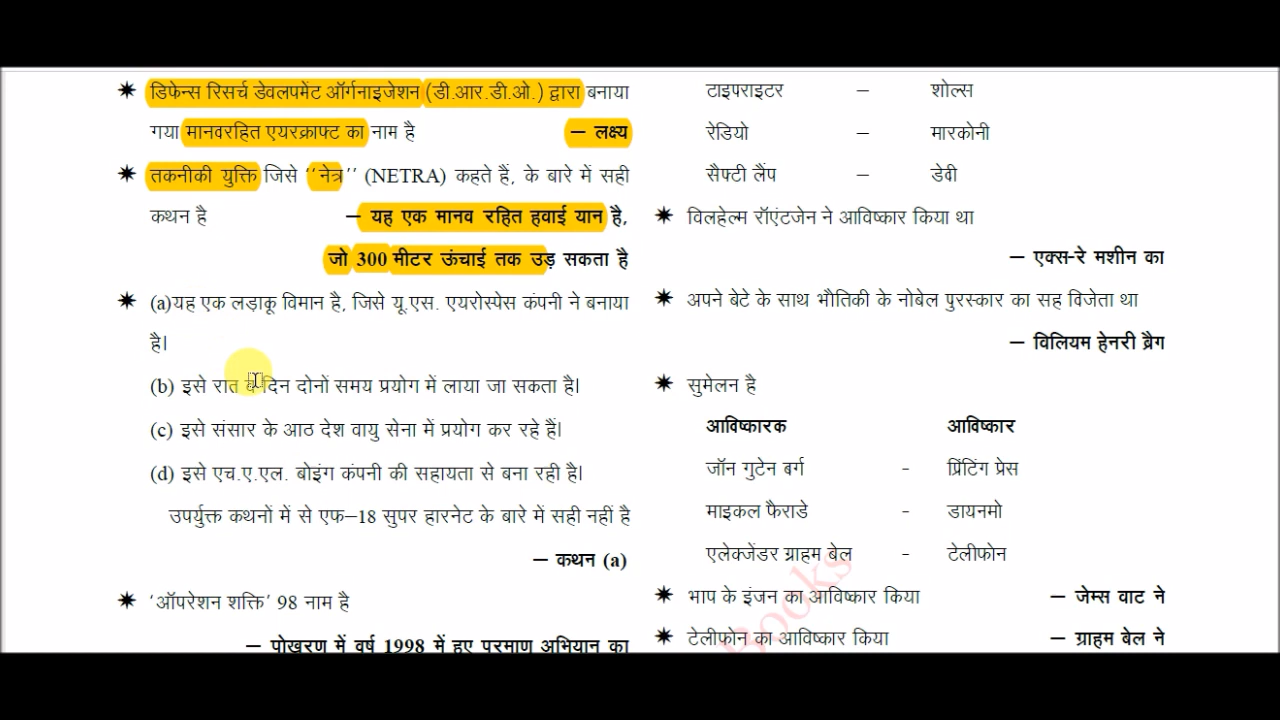 ✷ डिफेन्स रिसर्च डेवलपमेंट ऑर्गनाइजेशन (डी.आर.डी.ओ.) द्वारा बनाया
गया मानवरहित एयरक्राफ्ट का नाम है – लक्ष्य
✷ तकनीकी युक्ति जिसे ‘‘नेत्र’’ (NETRA) कहते हैं, के बारे में सही
कथन है – यह एक मानव रहित हवाई यान है,
जो 300 मीटर ऊंचाई तक उड़ सकता है
✷ (a)यह एक लड़ाकू विमान है, जिसे यू.एस. एयरोस्पेस कंपनी ने बनाया
है।
(b) इसे रात व दिन दोनों समय प्रयोग में लाया जा सकता है।
(c) इसे संसार के आठ देश वायु सेना में प्रयोग कर रहे हैं।
(d) इसे एच.ए.एल. बोइंग कंपनी की सहायता से बना रही है।
उपर्युक्त कथनों में से एफ–18 सुपर हारनेट के बारे में सही नहीं है
– कथन (a)
✷ ‘ऑपरेशन शक्ति’ 98 नाम है
– पोखरण में वर्ष 1998 में हुए परमाणु अभियान का
टाइपराइटर – शोल्स
रेडियो – मारकोनी
सैफ्टी लैंप – डेवी
✷ विलहेल्म रॉएंटजेन ने आविष्कार किया था
– एक्स-रे मशीन का
✷ अपने बेटे के साथ भौतिकी के नोबेल पुरस्कार का सह विजेता था
– विलियम हेनरी ब्रैग
✷ सुमेलन है
आविष्कारक आविष्कार
जॉन गुटेन बर्ग - प्रिंटिंग प्रेस
माइकल फैराडे - डायनमो
एलेक्जेंडर ग्राहम बेल - टेलीफोन
✷ भाप के इंजन का आविष्कार किया – जेम्स वाट ने
✷ टेलीफोन का आविष्कार किया – ग्राहम बेल ने
Books